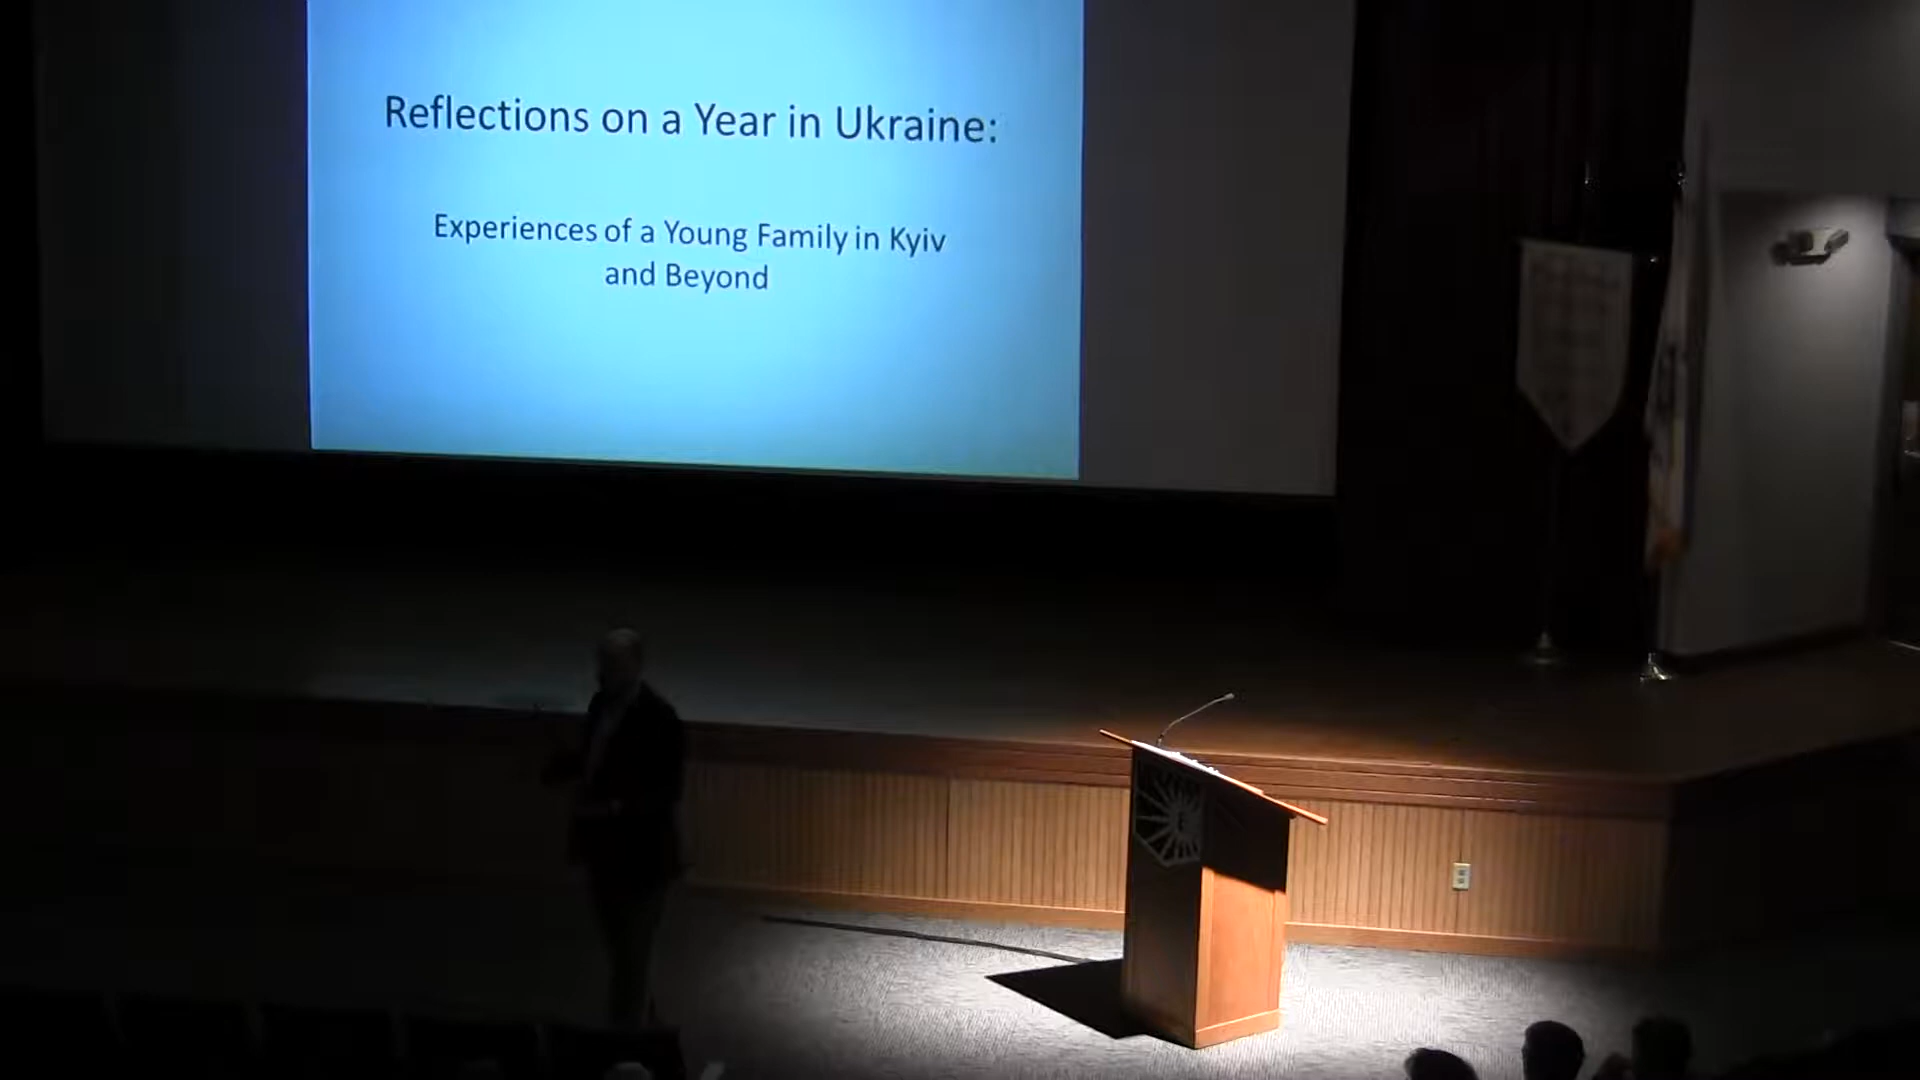 Reflections on a Year in Ukraine:
Experiences of a Young Family in Kyiv
and Beyond